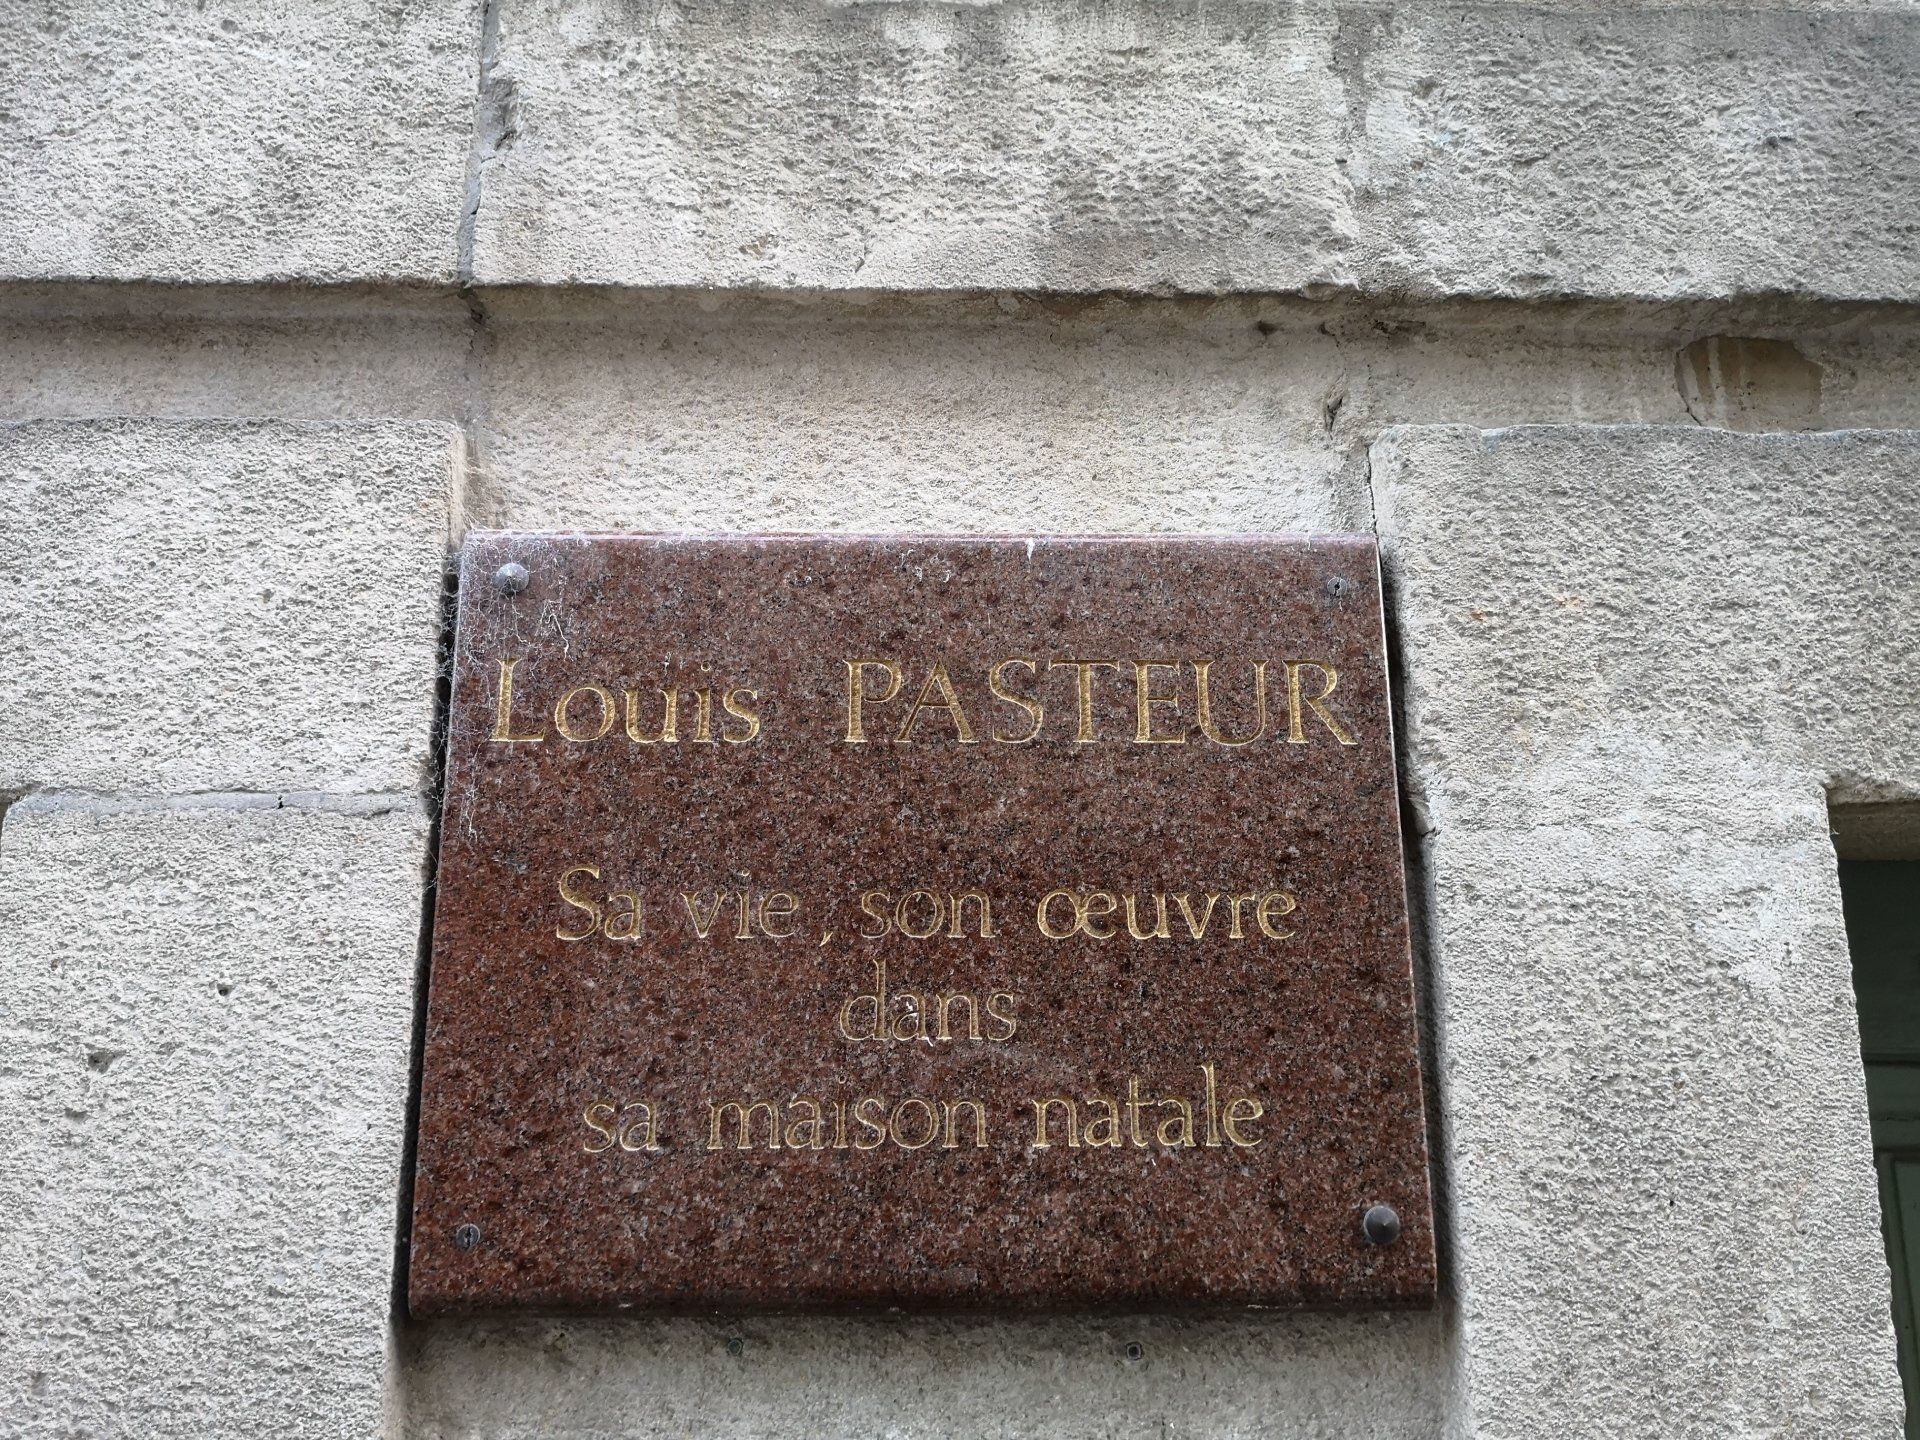 Louis PASTEUR
Sa vie, son œuvre
dans
sa maison natale